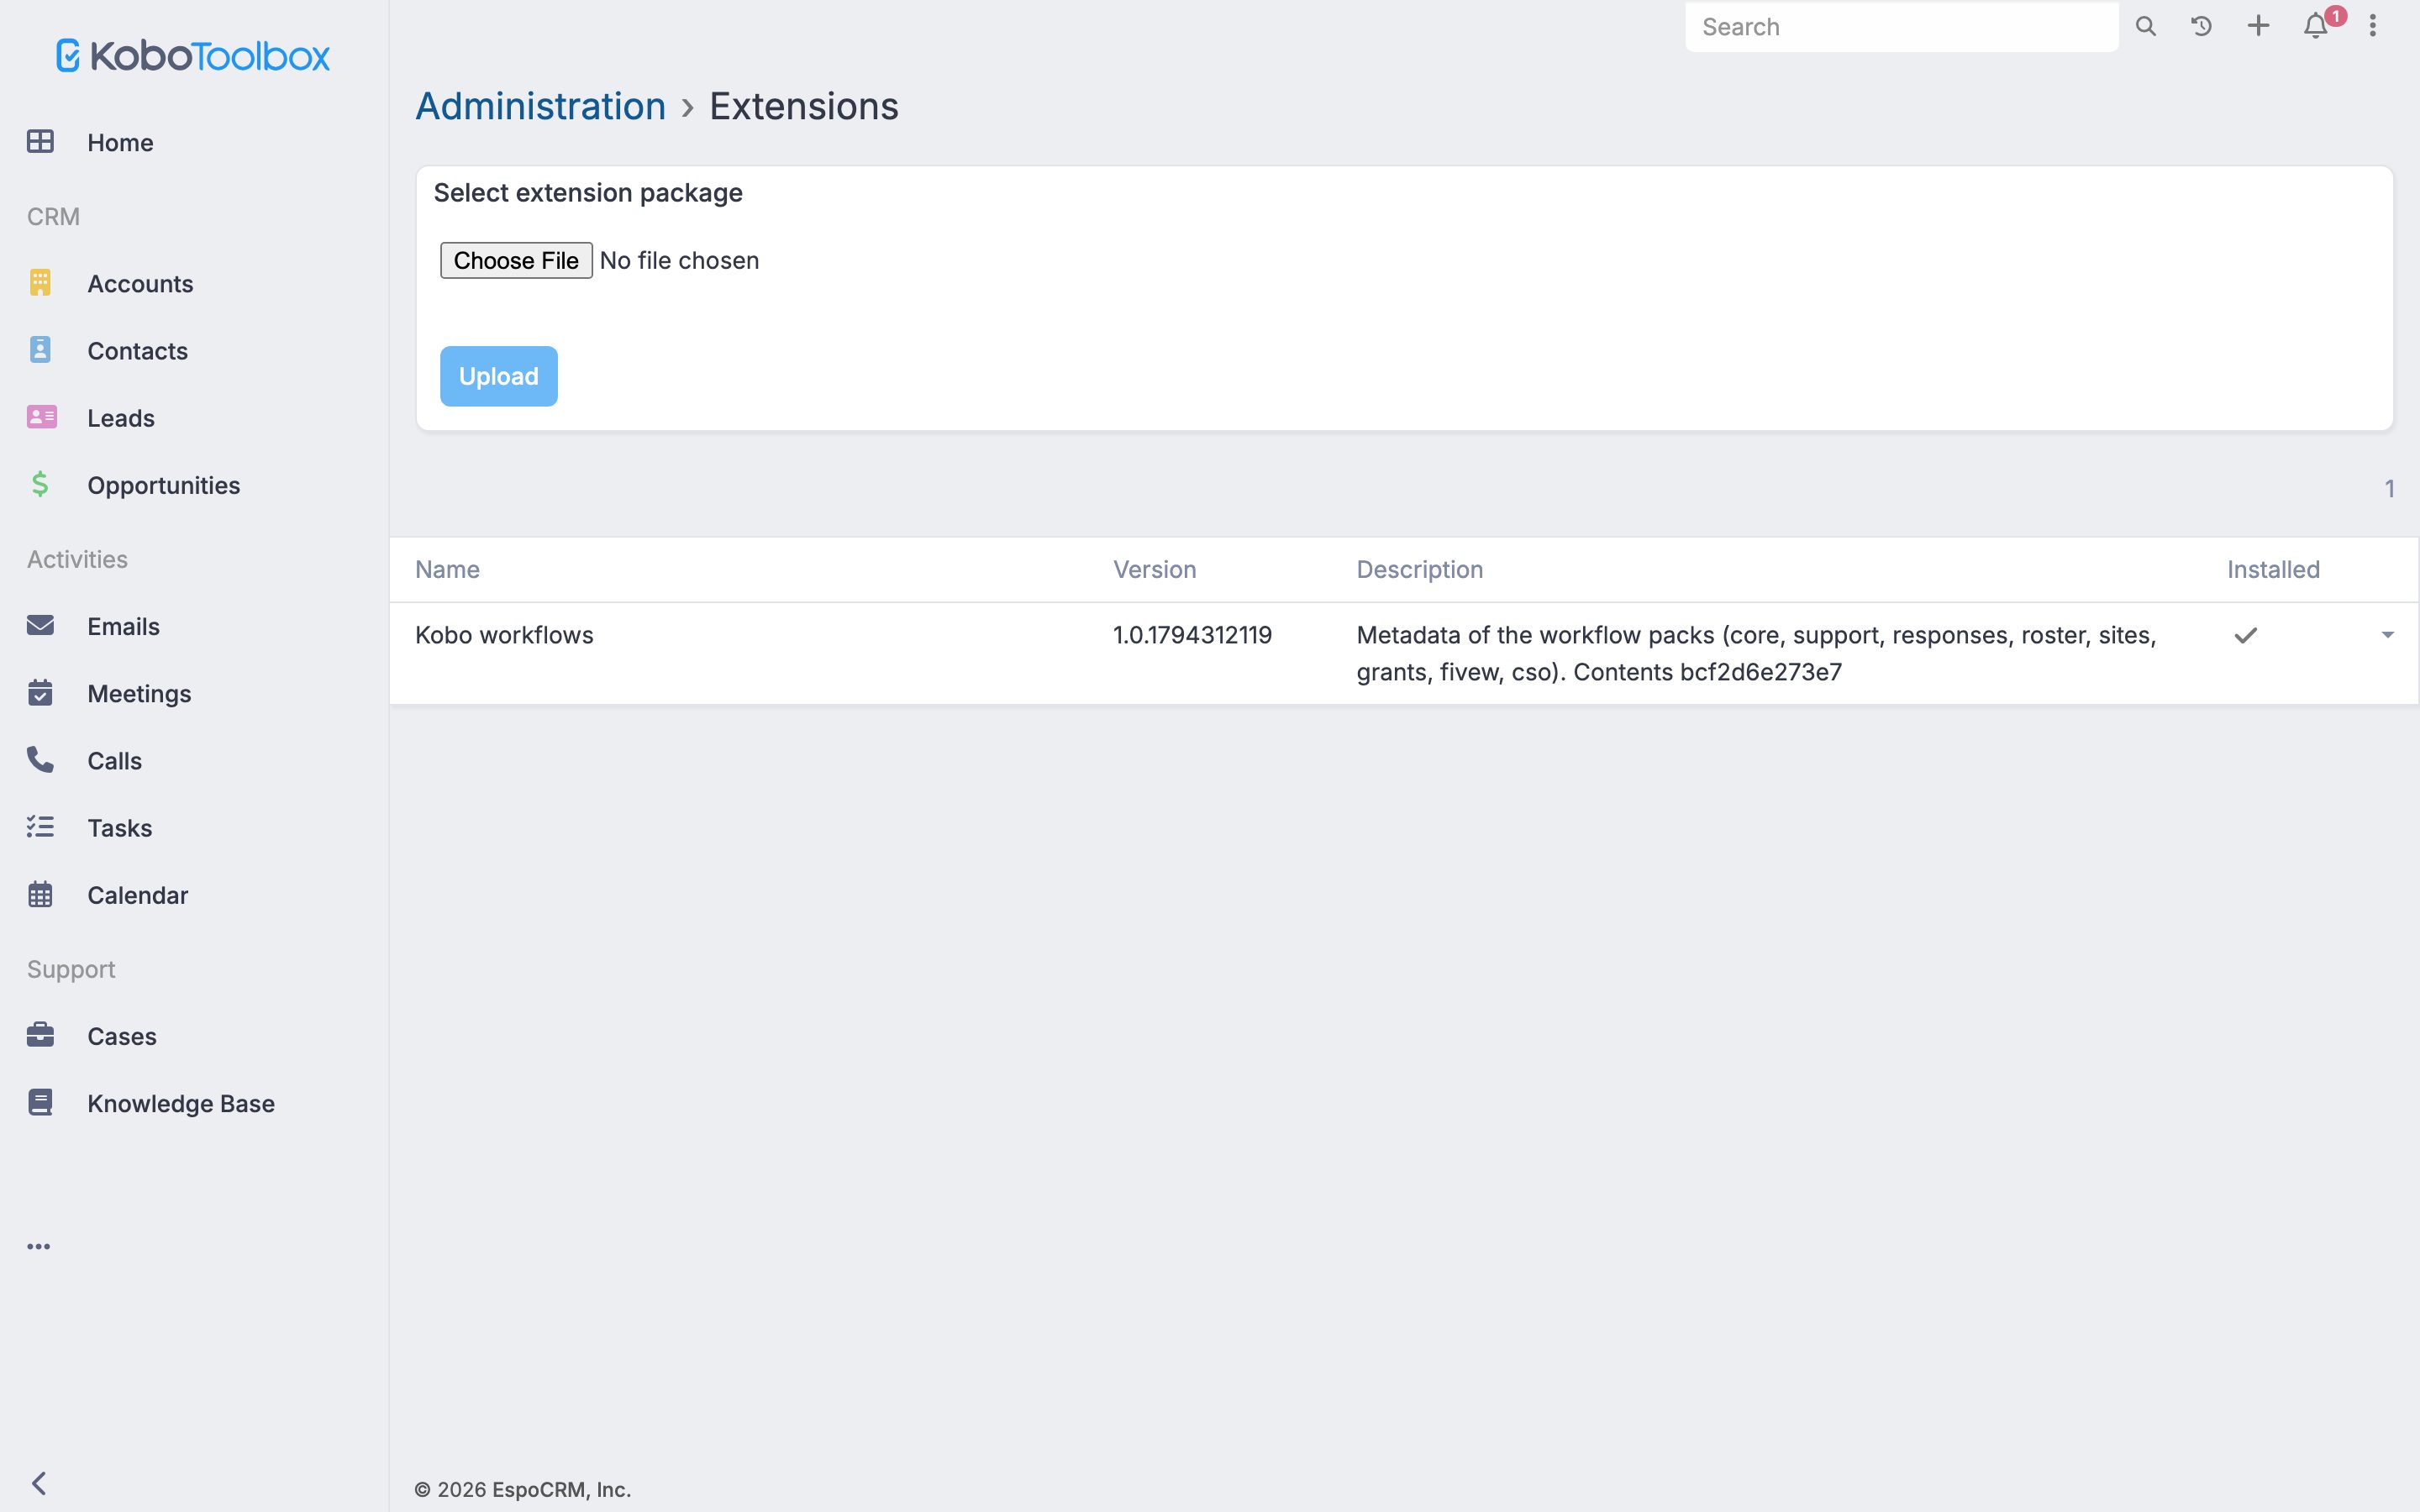 KoboToolbox
Search
1
Home
CRM
Accounts
Contacts
Leads
Opportunities
Activities
Emails
Meetings
Calls
Tasks
Calendar
Support
Cases
Knowledge Base
Administration › Extensions
Select extension package
Choose File No file chosen
Upload
1
Name Version Description Installed
Kobo workflows 1.0.1794312119 Metadata of the workflow packs (core, support, responses, roster, sites,
grants, fivew, cso). Contents bcf2d6e273e7
© 2026 EspoCRM, Inc.